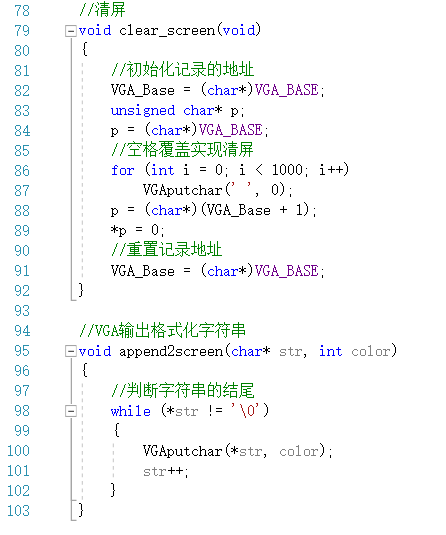 78 //清屏
79 void clear_screen(void)
80 {
81 //初始化记录的地址
82 VGA_Base = (char*)VGA_BASE;
83 unsigned char* p;
84 p = (char*)VGA_BASE;
85 //空格覆盖实现清屏
86 for (int i = 0; i < 1000; i++)
87 VGAputchar(' ', 0);
88 p = (char*)(VGA_Base + 1);
89 *p = 0;
90 //重置记录地址
91 VGA_Base = (char*)VGA_BASE;
92 }
93
94 //VGA输出格式化字符串
95 void append2screen(char* str, int color)
96 {
97 //判断字符串的结尾
98 while (*str != '\0')
99 {
100 VGAputchar(*str, color);
101 str++;
102 }
103 }